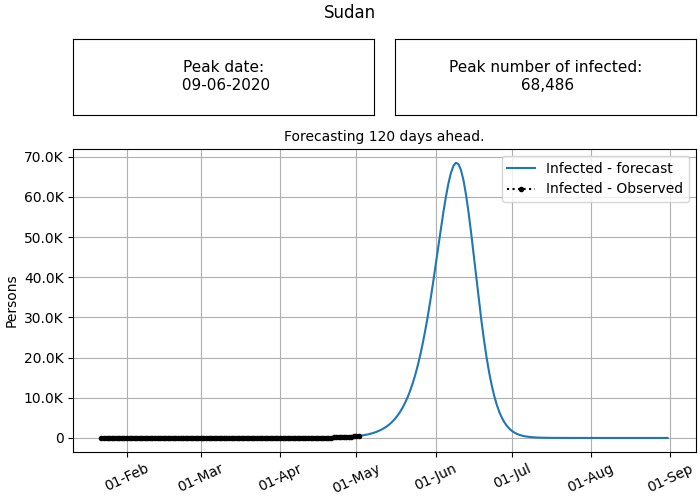 Sudan
Peak date:
09-06-2020
Peak number of infected:
68,486
Forecasting 120 days ahead.
70.0K
60.0K
50.0K
40.0K
30.0K
20.0K
10.0K
0
Persons
Infected - forecast
Infected - Observed
01-Feb
01-Mar
01-Apr
01-May
01-Jun
01-Jul
01-Aug
01-Sep